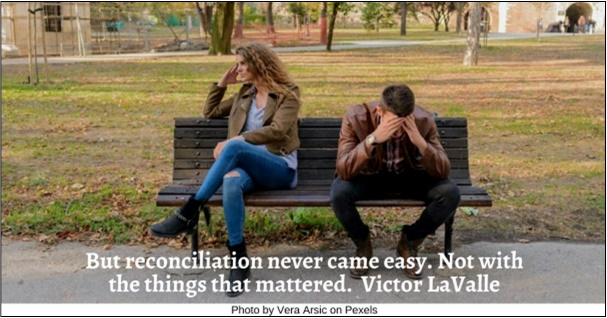 But reconciliation never came easy. Not with
the things that mattered.  Victor LaValle
Photo by Vera Arsic on Pexels